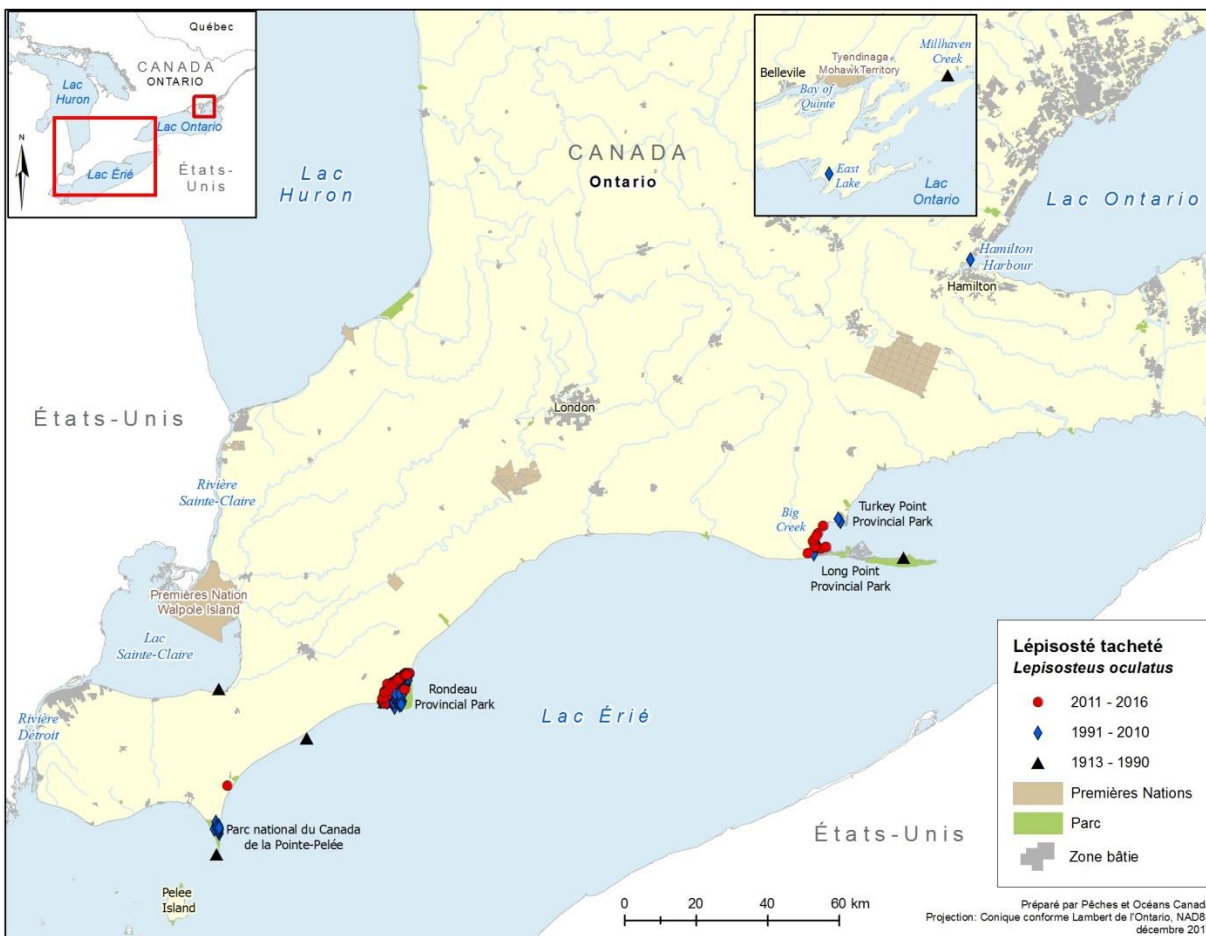 Québec
CANADA
ONTARIO
Lac
Huron
Lac Ontario
Lac Érié
États-
Unis
N
Tyendinaga
Mohawk Territory
Millhaven
Creek
Bellevile
Bay of
Quinte
East
Lake
Lac
Ontario
CANADA
Ontario
Lac
Huron
Lac Ontario
Hamilton
Harbour
Hamilton
États-Unis
London
Rivière
Sainte-Claire
Big
Creek
Turkey Point
Provincial Park
Long Point
Provincial Park
Premières Nation
Walpole Island
Lac
Sainte-Claire
Rondeau
Provincial Park
Lac Érié
Rivière
Détroit
Parc national du Canada
de la Pointe-Pelée
Pelee
Island
États-Unis
0 20 40 60 km
Lépisosté tacheté
Lepisosteus oculatus
2011 - 2016
1991 - 2010
1913 - 1990
Premières Nations
Parc
Zone bâtie
Préparé par Pêches et Océans Canada
Projection: Conique conforme Lambert de l'Ontario, NAD8
décembre 201